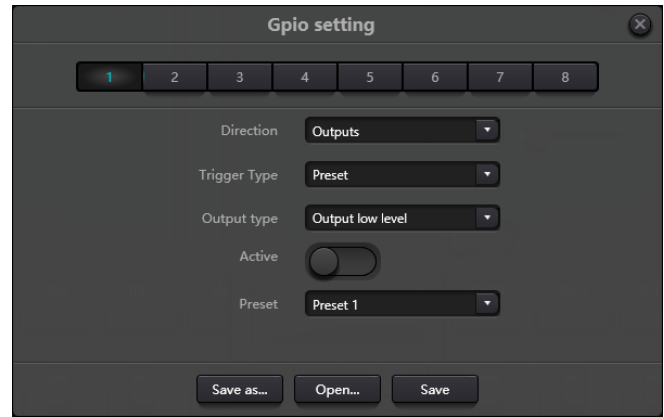 Gpio setting
1 2 3 4 5 6 7 8
Direction Outputs
Trigger Type Preset
Output type Output low level
Active
Preset Preset 1
Save as... Open... Save